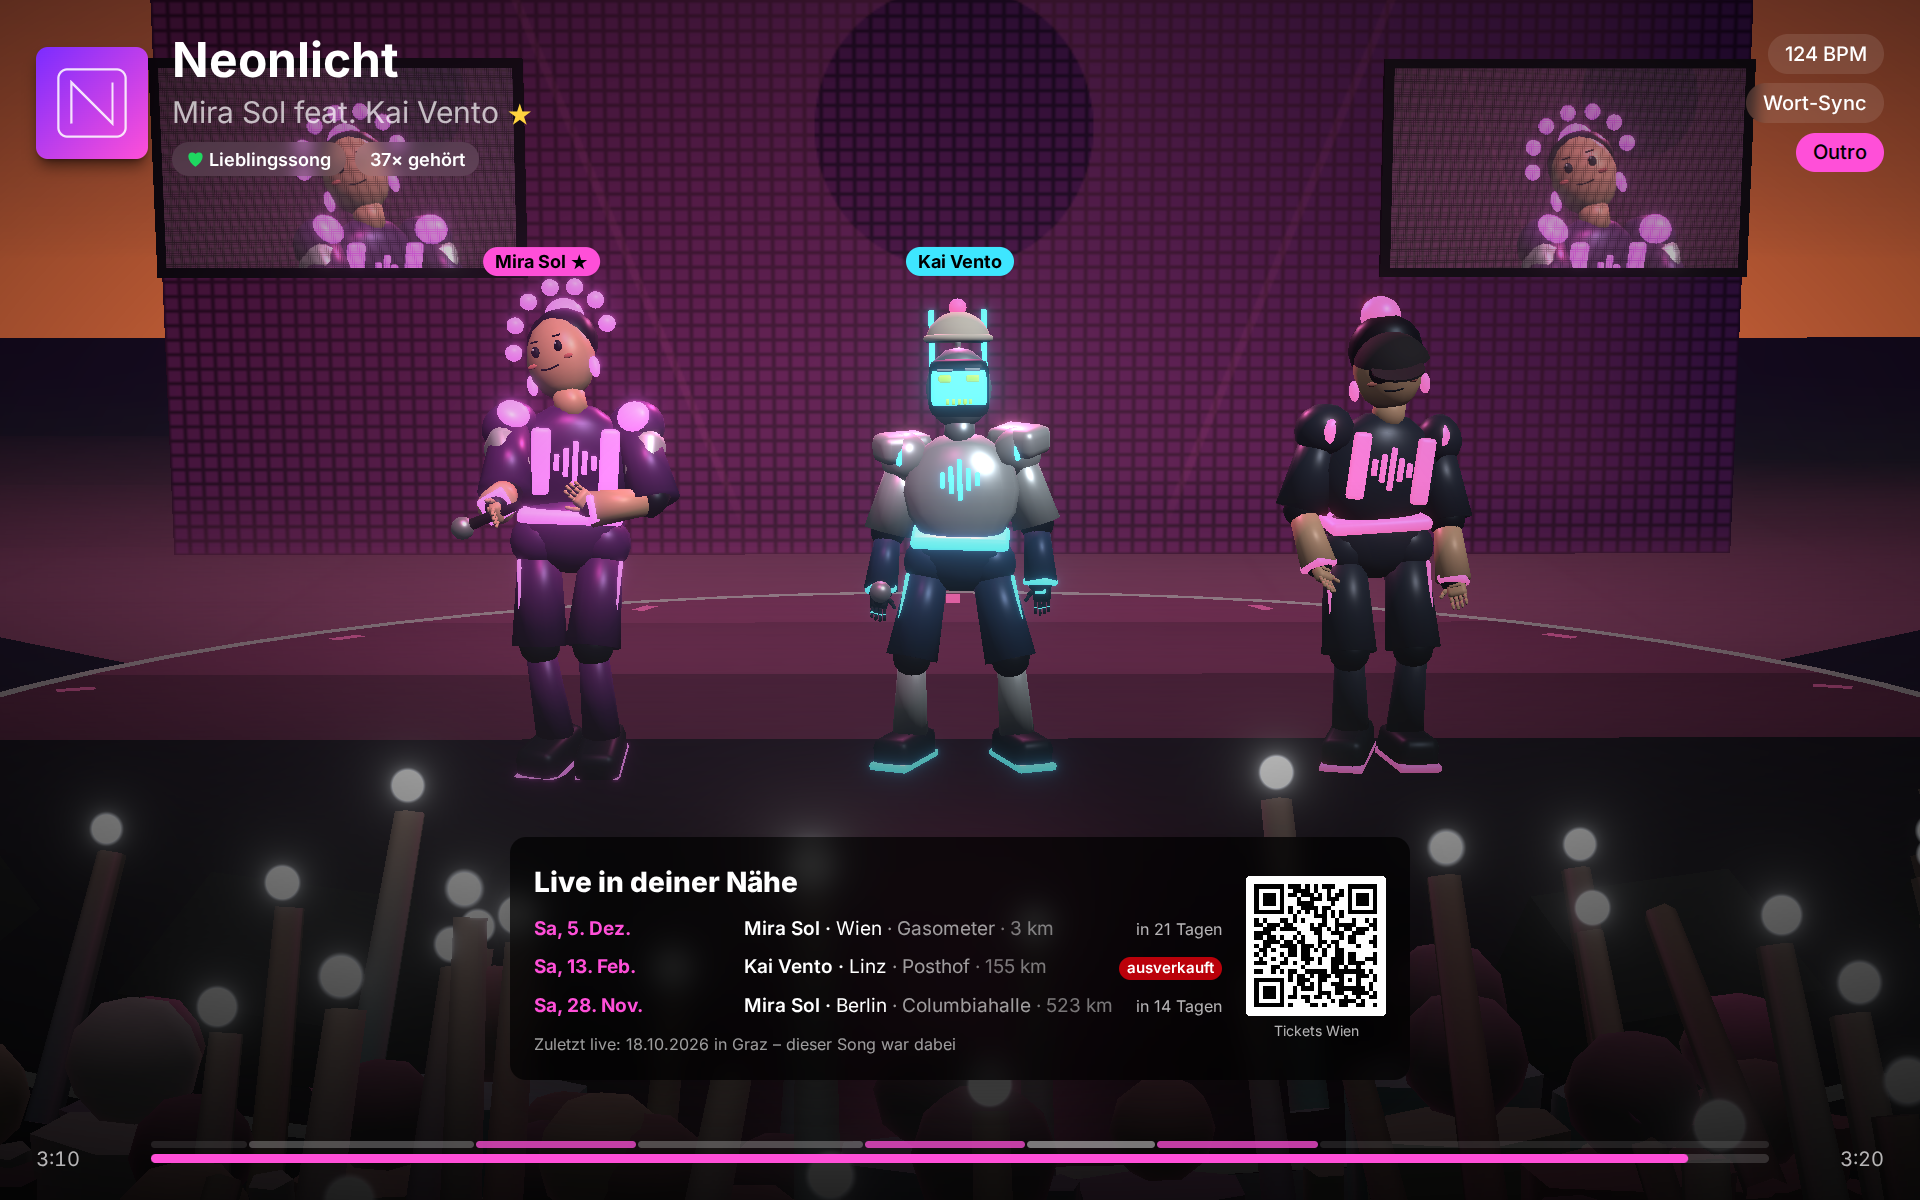 N
Neonlicht
Mira Sol feat. Kai Vento ★
Lieblingssong
37× gehört
124 BPM
Wort-Sync
Outro
Mira Sol ★
Kai Vento
Live in deiner Nähe
Sa, 5. Dez. Mira Sol · Wien · Gasometer · 3 km in 21 Tagen
Sa, 13. Feb. Kai Vento · Linz · Posthof · 155 km ausverkauft
Sa, 28. Nov. Mira Sol · Berlin · Columbiahalle · 523 km in 14 Tagen
Zuletzt live: 18.10.2026 in Graz – dieser Song war dabei
Tickets Wien
3:10
3:20